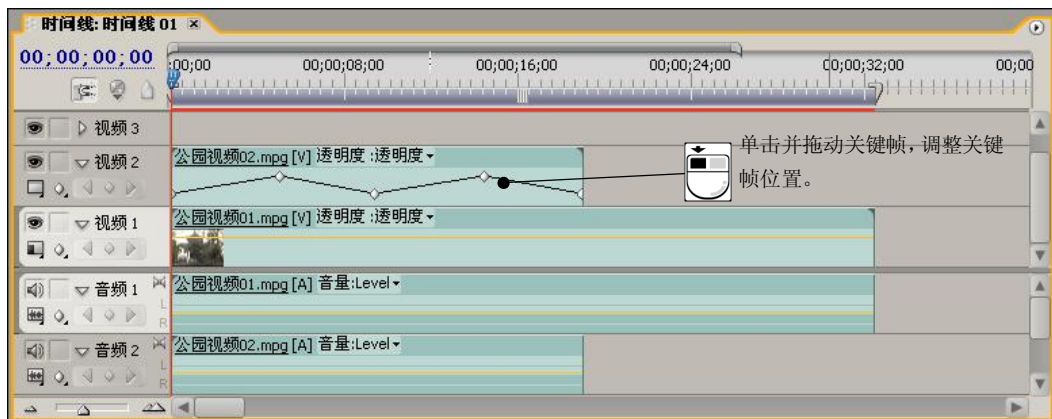 时间线: 时间线 01
00;00;00;00
;00;00 00;00;08;00 00;00;16;00 00;00;24;00 00;00;32;00 00;00
视频 3
视频 2
公园视频02.mpg [V] 透明度 :透明度
单击并拖动关键帧，调整关键
帧位置。
视频 1
公园视频01.mpg [V] 透明度 :透明度
音频 1
公园视频01.mpg [A] 音量:Level
L
R
音频 2
公园视频02.mpg [A] 音量:Level
L
R